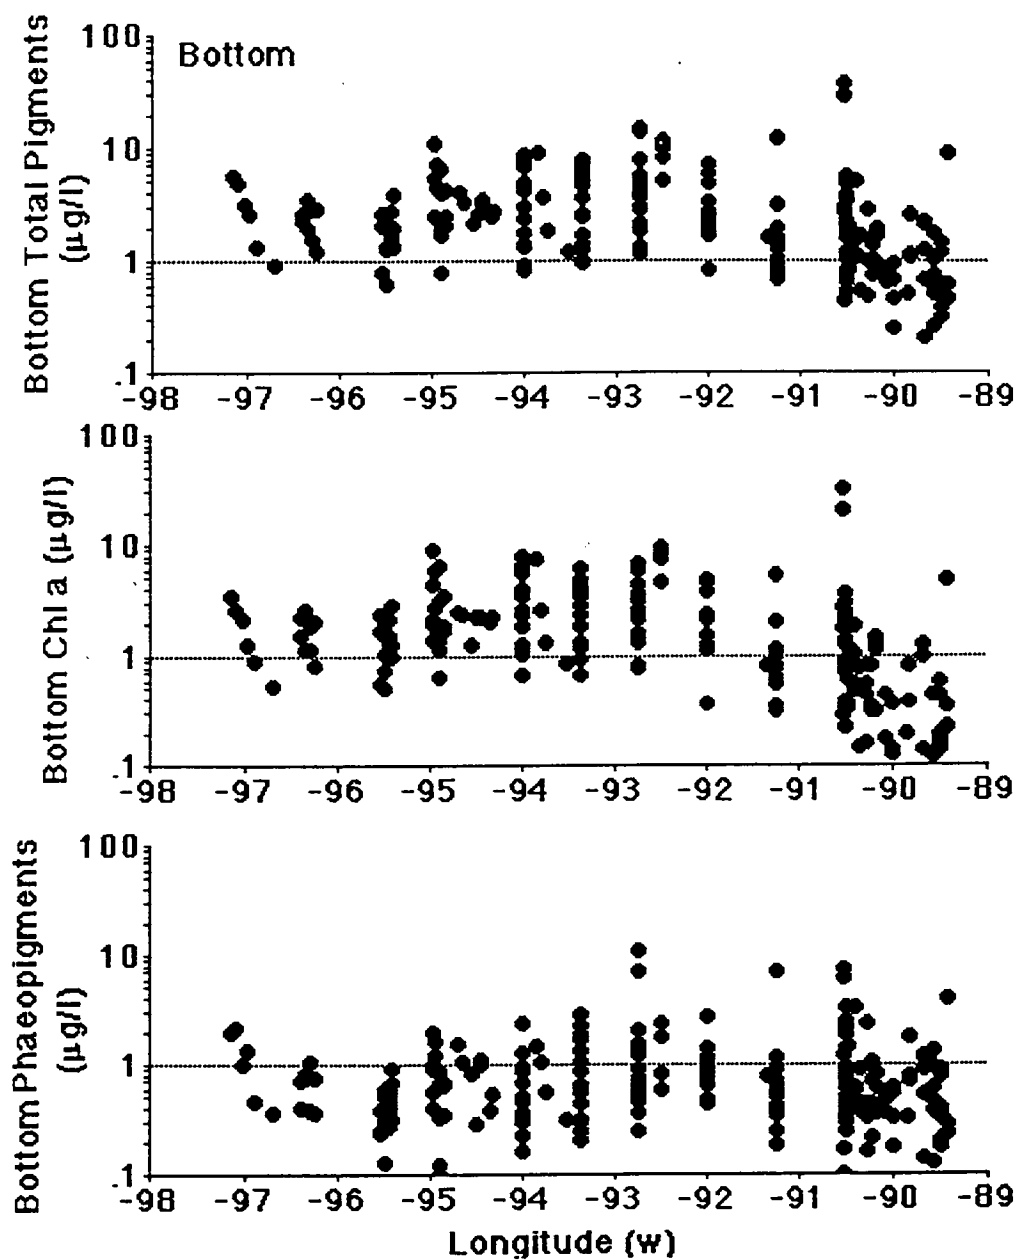 Bottom
Bottom Total Pigments
(µg/l)
100
10
1
.1
-98 -97 -96 -95 -94 -93 -92 -91 -90 -89
Bottom Chl a (µg/l)
100
10
1
.1
-98 -97 -96 -95 -94 -93 -92 -91 -90 -89
Bottom Phaeopigments
(µg/l)
100
10
1
.1
-98 -97 -96 -95 -94 -93 -92 -91 -90 -89
Longitude (w)